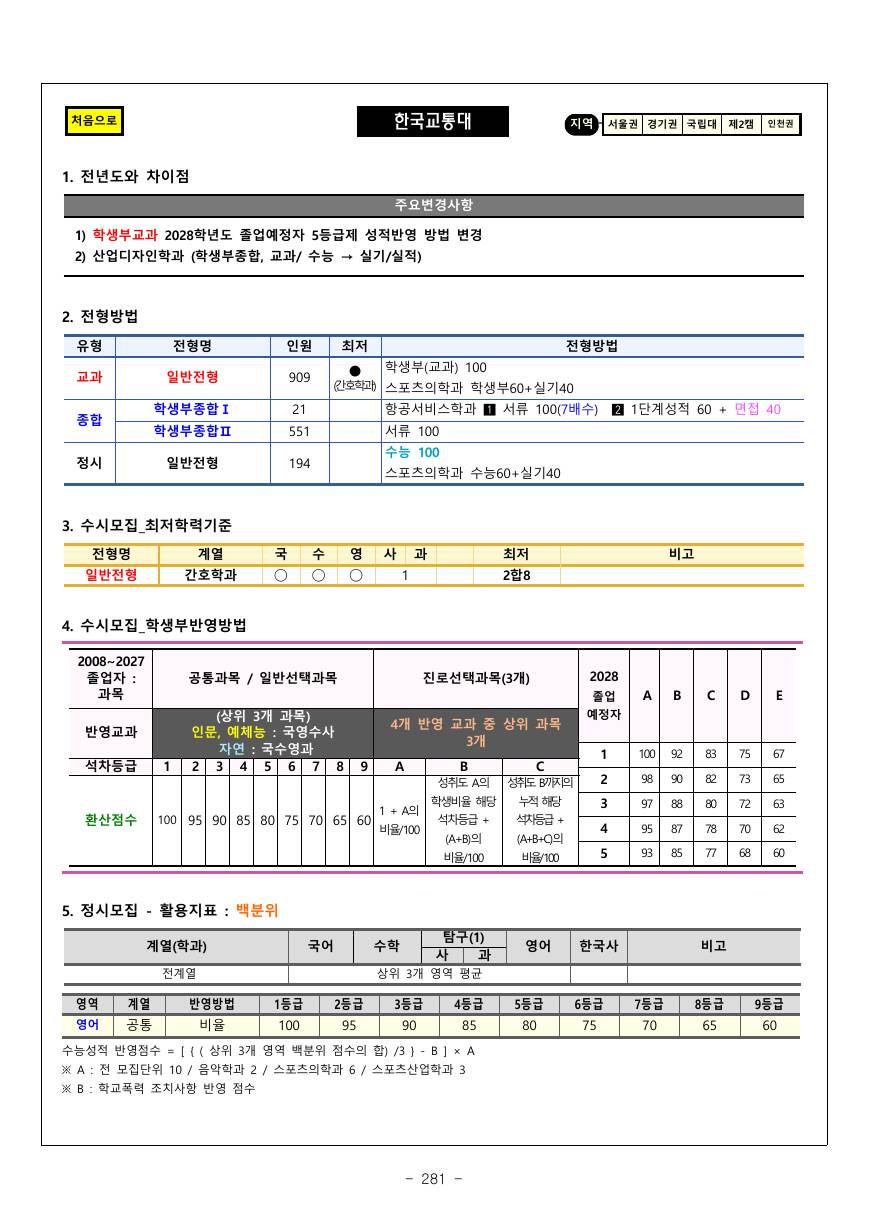 처음으로
한국교통대
지역 서울권 경기권 국립대 제2캠 인천권
1. 전년도와 차이점
주요변경사항
1) 학생부교과 2028학년도 졸업예정자 5등급제 성적반영 방법 변경
2) 산업디자인학과 (학생부종합, 교과/ 수능 → 실기/실적)
2. 전형방법
유형 전형명 인원 최저 전형방법
교과 일반전형 909 ● (간호학과) 학생부(교과) 100
스포츠의학과 학생부60+실기40
종합 학생부종합Ⅰ 21 항공서비스학과 1 서류 100(7배수) 2 1단계성적 60 + 면접 40
학생부종합Ⅱ 551 서류 100
정시 일반전형 194 수능 100
스포츠의학과 수능60+실기40
3. 수시모집_최저학력기준
전형명 계열 국 수 영 사 과 최저 비고
일반전형 간호학과 ○ ○ ○ 1 2합8
4. 수시모집_학생부반영방법
2008~2027
졸업자 :
과목
공통과목 / 일반선택과목
진로선택과목(3개)
반영교과
(상위 3개 과목)
인문, 예체능 : 국영수사
자연 : 국수영과
4개 반영 교과 중 상위 과목
3개
석차등급 1 2 3 4 5 6 7 8 9 A B C
환산점수 100 95 90 85 80 75 70 65 60
1 + A의
비율/100
성취도 A의
학생비율 해당
석차등급 +
(A+B)의
비율/100
성취도 B까지의
누적 해당
석차등급 +
(A+B+C)의
비율/100
2028
졸업
예정자
A B C D E
1 100 92 83 75 67
2 98 90 82 73 65
3 97 88 80 72 63
4 95 87 78 70 62
5 93 85 77 68 60
5. 정시모집 - 활용지표 : 백분위
계열(학과) 국어 수학 탐구(1) 영어 한국사 비고
사 과
전계열 상위 3개 영역 평균
영역 계열 반영방법 1등급 2등급 3등급 4등급 5등급 6등급 7등급 8등급 9등급
영어 공통 비율 100 95 90 85 80 75 70 65 60
수능성적 반영점수 = [ { ( 상위 3개 영역 백분위 점수의 합) /3 } - B ] × A
※ A : 전 모집단위 10 / 음악학과 2 / 스포츠의학과 6 / 스포츠산업학과 3
※ B : 학교폭력 조치사항 반영 점수
- 281 -